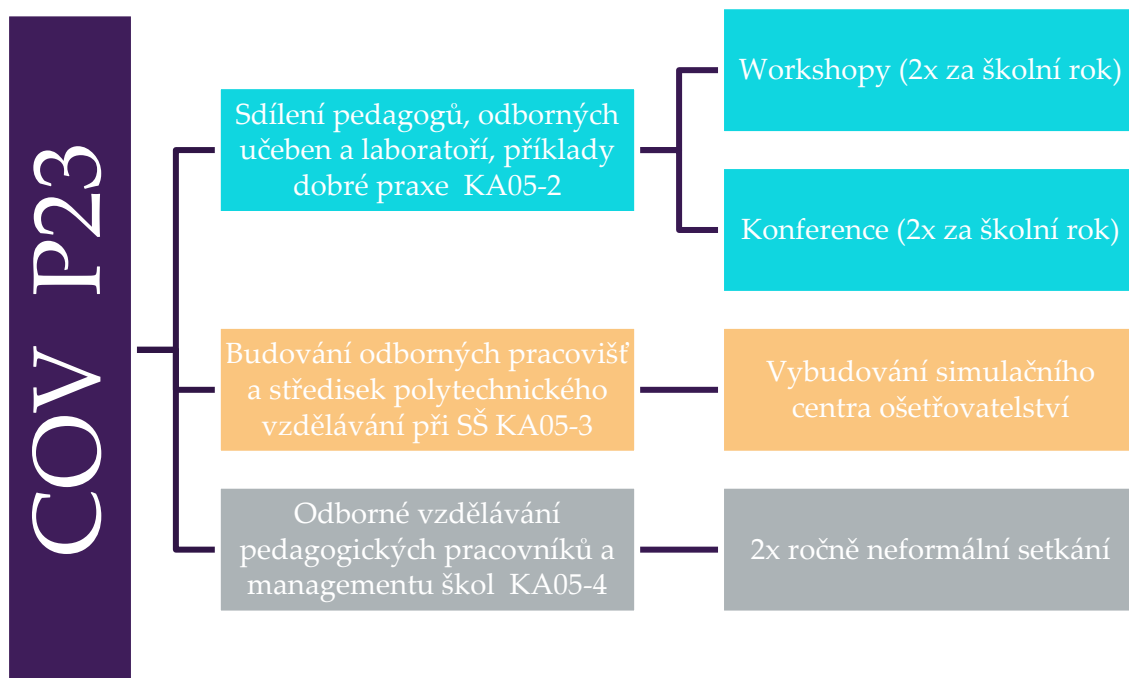 COV P23
Sdílení pedagogů, odborných
učeben a laboratoří, příklady
dobré praxe KA05-2
Workshopy (2x za školní rok)
Konference (2x za školní rok)
Budování odborných pracovišť
a středisek polytechnického
vzdělávání při SŠ KA05-3
Vybudování simulačního
centra ošetřovatelství
Odborné vzdělávání
pedagogických pracovníků a
managementu škol KA05-4
2x ročně neformální setkání